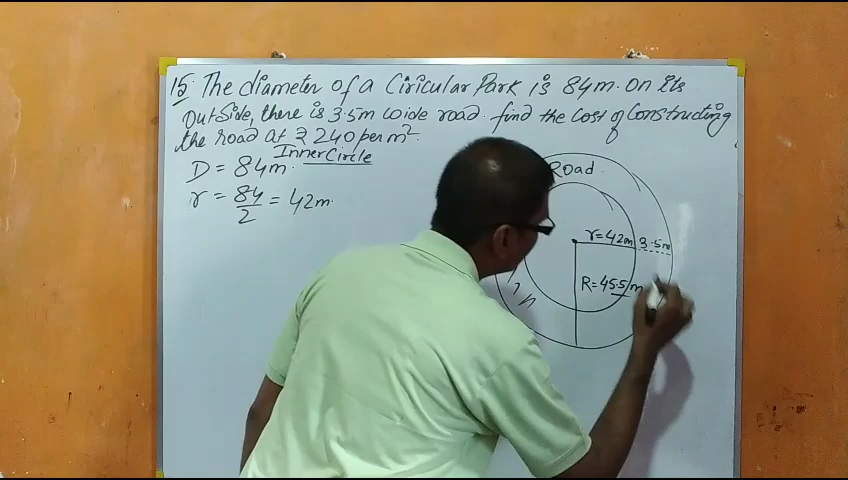 15. The diameter of a Ciricular Park is 84m. on its
outside, there is 3.5m wide road. find the Cost of Constructing
the road at ₹ 240 per m².
Inner Circle
D = 84m.
r = 84/2 = 42m.
Road
r=42m 3.5m
R=45.5m